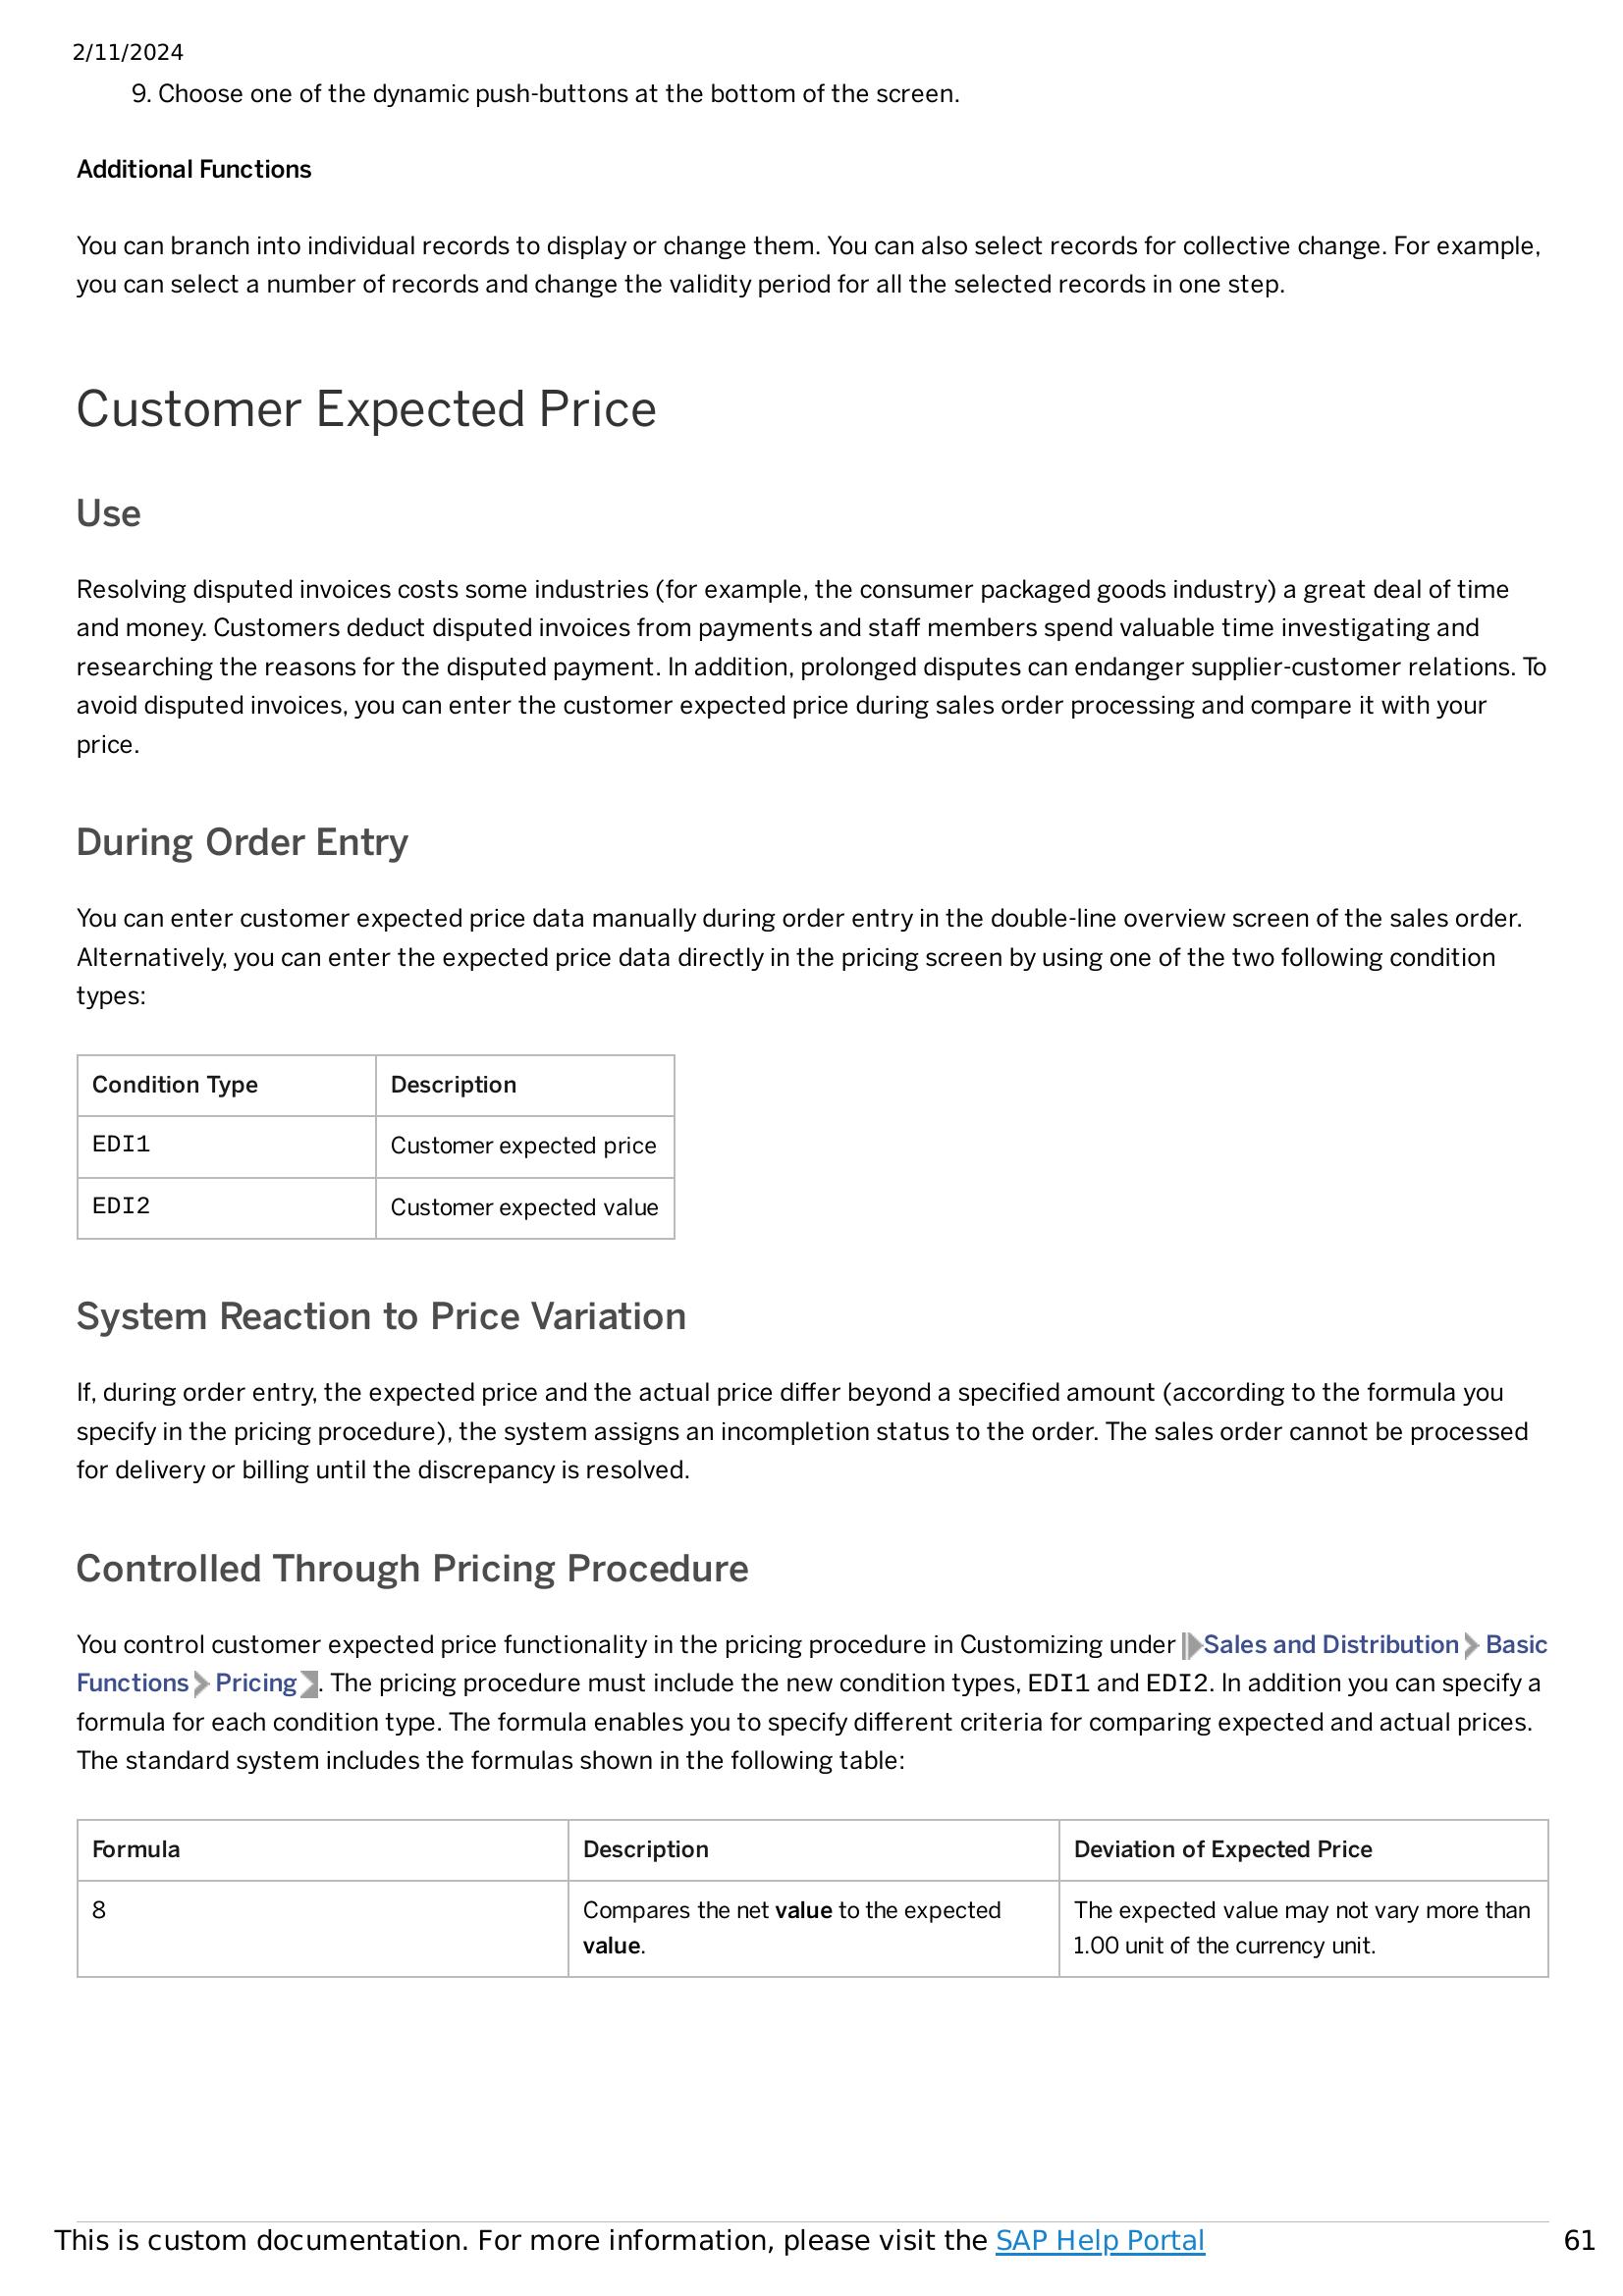 2/11/2024
9. Choose one of the dynamic push-buttons at the bottom of the screen.
Additional Functions
You can branch into individual records to display or change them. You can also select records for collective change. For example,
you can select a number of records and change the validity period for all the selected records in one step.
Customer Expected Price
Use
Resolving disputed invoices costs some industries (for example, the consumer packaged goods industry) a great deal of time
and money. Customers deduct disputed invoices from payments and staff members spend valuable time investigating and
researching the reasons for the disputed payment. In addition, prolonged disputes can endanger supplier-customer relations. To
avoid disputed invoices, you can enter the customer expected price during sales order processing and compare it with your
price.
During Order Entry
You can enter customer expected price data manually during order entry in the double-line overview screen of the sales order.
Alternatively, you can enter the expected price data directly in the pricing screen by using one of the two following condition
types:
Condition Type Description
EDI1 Customer expected price
EDI2 Customer expected value
System Reaction to Price Variation
If, during order entry, the expected price and the actual price differ beyond a specified amount (according to the formula you
specify in the pricing procedure), the system assigns an incompletion status to the order. The sales order cannot be processed
for delivery or billing until the discrepancy is resolved.
Controlled Through Pricing Procedure
You control customer expected price functionality in the pricing procedure in Customizing under Sales and Distribution Basic
Functions Pricing . The pricing procedure must include the new condition types, EDI1 and EDI2. In addition you can specify a
formula for each condition type. The formula enables you to specify different criteria for comparing expected and actual prices.
The standard system includes the formulas shown in the following table:
Formula Description Deviation of Expected Price
8 Compares the net value to the expected The expected value may not vary more than
value. 1.00 unit of the currency unit.
This is custom documentation. For more information, please visit the SAP Help Portal 61